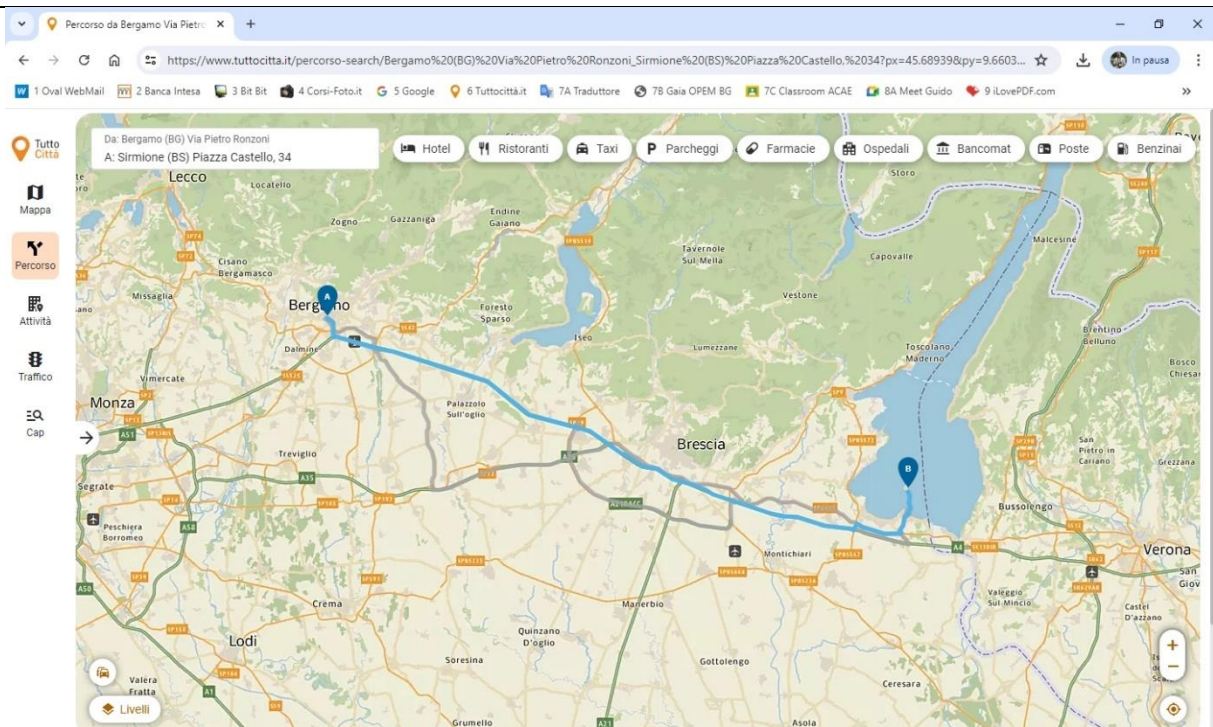 Percorso da Bergamo Via Pietro
https://www.tuttocitta.it/percorso-search/Bergamo%20(BG)%20Via%20Pietro%20Ronzoni_Sirmione%20(BS)%20Piazza%20Castello,%2034?px=45.68939&py=9.6603...
In pausa
1 Oval WebMail
2 Banca Intesa
3 Bit Bit
4 Corsi-Foto.it
5 Google
6 Tuttocittà.it
7A Traduttore
7B Gaia OPEM BG
7C Classroom ACAE
8A Meet Guido
9 iLovePDF.com
Tutto
Città
Mappa
Percorso
Attività
Traffico
Cap
Da: Bergamo (BG) Via Pietro Ronzoni
A: Sirmione (BS) Piazza Castello, 34
Hotel
Ristoranti
Taxi
Parcheggi
Farmacie
Ospedali
Bancomat
Poste
Benzinai
Lecco
Locatello
Storo
Zogno
Gazzaniga
Endine
Gaiano
Malcesine
Tavernole
Sul Mella
Capovalle
Cisano
Bergamasco
Missaglia
Bergamo
A
Foresto
Sparso
Vestone
Iseo
Lumezzane
Toscolano
Maderno
Brentino
Belluno
Bosco
Chiesa
Dalmine
Vimercate
Monza
A51
Palazzolo
Sull'oglio
Brescia
San
Pietro in
Cariano
Grezzana
Treviglio
B
A35
Segrate
Peschiera
Borromeo
A58
Bussolengo
A4
Verona
Montichiari
San
Giov
A50
Crema
Manerbio
Valeggio
Sul Mincio
Castel
D'azzano
Lodi
Quinzano
D'oglio
Soresina
Gottolengo
Valera
Fratta
A1
Ceresara
Livelli
Grumello
A21
Asola